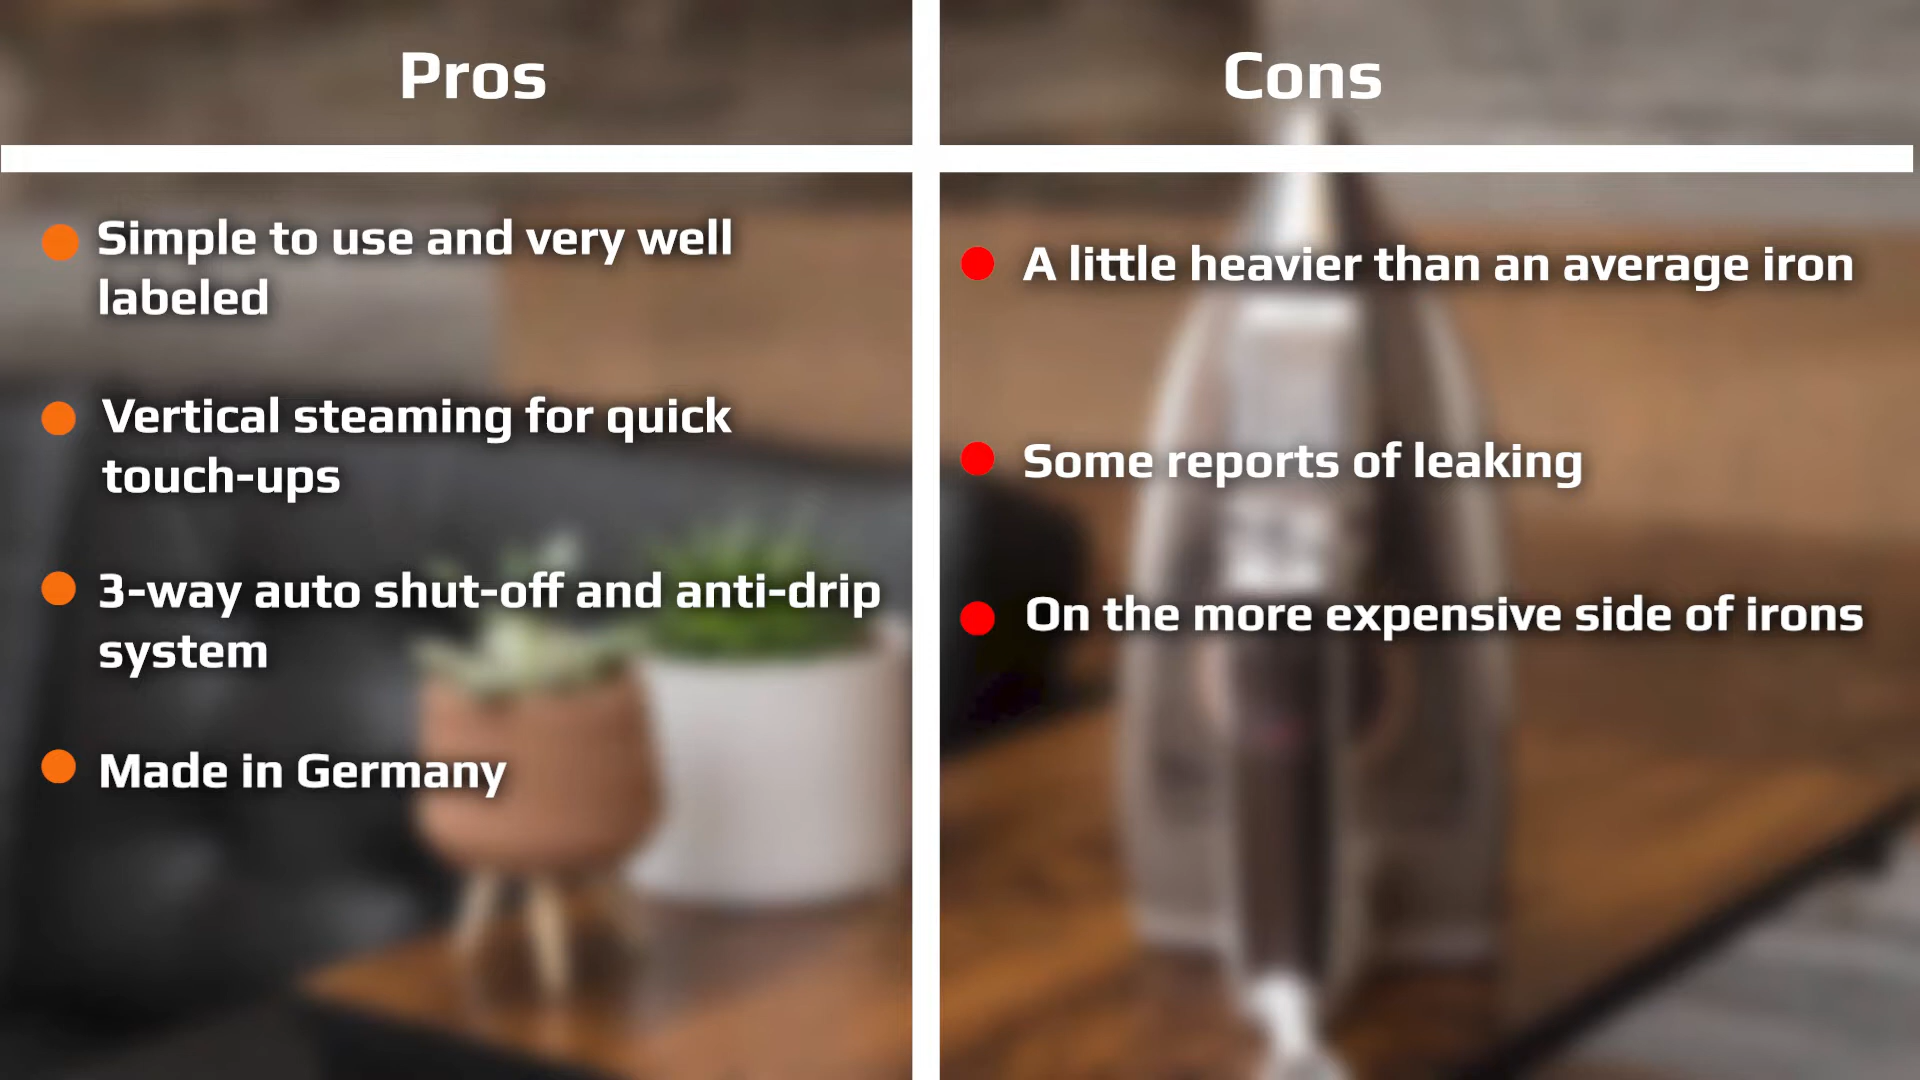 Pros
Simple to use and very well
labeled
Vertical steaming for quick
touch-ups
3-way auto shut-off and anti-drip
system
Made in Germany
Cons
A little heavier than an average iron
Some reports of leaking
On the more expensive side of irons